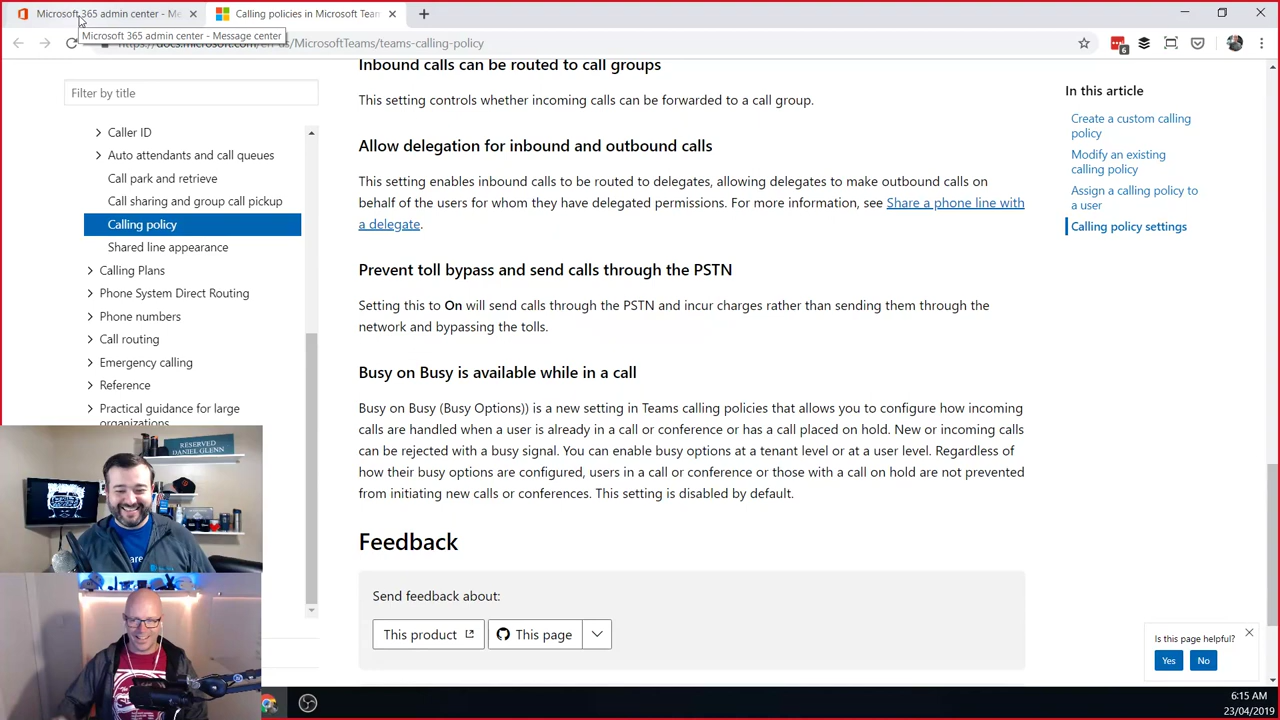 Microsoft 365 admin center - Me
Calling policies in Microsoft Team
Microsoft 365 admin center - Message center
https://docs.microsoft.com/en-us/MicrosoftTeams/teams-calling-policy
6
Filter by title
Caller ID
Auto attendants and call queues
Call park and retrieve
Call sharing and group call pickup
Calling policy
Shared line appearance
Calling Plans
Phone System Direct Routing
Phone numbers
Call routing
Emergency calling
Reference
Practical guidance for large
organizations
Inbound calls can be routed to call groups
This setting controls whether incoming calls can be forwarded to a call group.
Allow delegation for inbound and outbound calls
This setting enables inbound calls to be routed to delegates, allowing delegates to make outbound calls on
behalf of the users for whom they have delegated permissions. For more information, see Share a phone line with
a delegate.
Prevent toll bypass and send calls through the PSTN
Setting this to On will send calls through the PSTN and incur charges rather than sending them through the
network and bypassing the tolls.
Busy on Busy is available while in a call
Busy on Busy (Busy Options)) is a new setting in Teams calling policies that allows you to configure how incoming
calls are handled when a user is already in a call or conference or has a call placed on hold. New or incoming calls
can be rejected with a busy signal. You can enable busy options at a tenant level or at a user level. Regardless of
how their busy options are configured, users in a call or conference or those with a call on hold are not prevented
from initiating new calls or conferences. This setting is disabled by default.
Feedback
Send feedback about:
This product
This page
In this article
Create a custom calling
policy
Modify an existing
calling policy
Assign a calling policy to
a user
Calling policy settings
Is this page helpful?
Yes
No
RESERVED
DANIEL GLENN
6:15 AM
23/04/2019